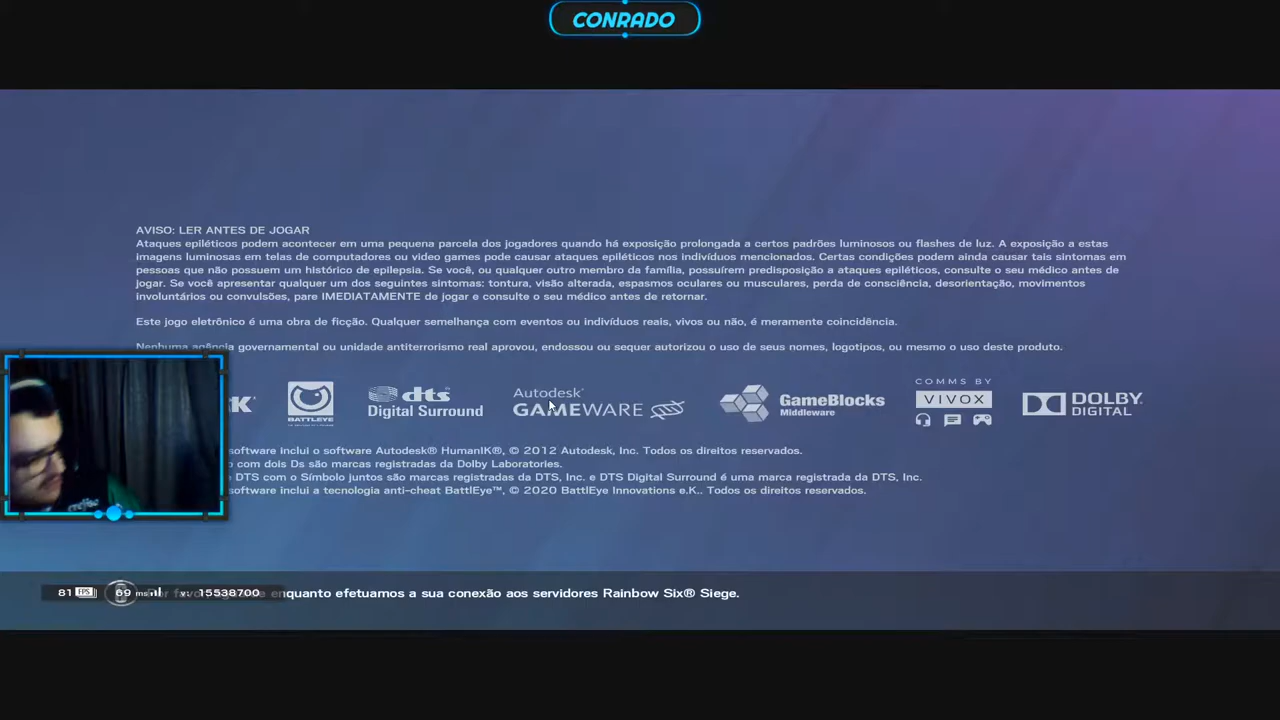 CONRADO
AVISO: LER ANTES DE JOGAR
Ataques epiléticos podem acontecer em uma pequena parcela dos jogadores quando há exposição prolongada a certos padrões luminosos ou flashes de luz. A exposição a estas
imagens luminosas em telas de computadores ou video games pode causar ataques epiléticos nos indivíduos mencionados. Certas condições podem ainda causar tais sintomas em
pessoas que não possuem um histórico de epilepsia. Se você, ou qualquer outro membro da família, possuírem predisposição a ataques epiléticos, consulte o seu médico antes de
jogar. Se você apresentar qualquer um dos seguintes sintomas: tontura, visão alterada, espasmos oculares ou musculares, perda de consciência, desorientação, movimentos
involuntários ou convulsões, pare IMEDIATAMENTE de jogar e consulte o seu médico antes de retornar.
Este jogo eletrônico é uma obra de ficção. Qualquer semelhança com eventos ou indivíduos reais, vivos ou não, é meramente coincidência.
Nenhuma agência governamental ou unidade antiterrorismo real aprovou, endossou ou sequer autorizou o uso de seus nomes, logotipos, ou mesmo o uso deste produto.
BATTLEYE
dts Digital Surround
Autodesk GAMEWARE
GameBlocks Middleware
COMMS BY VIVOX
DOLBY DIGITAL
software inclui o software Autodesk® HumanIK®, © 2012 Autodesk, Inc. Todos os direitos reservados.
com dois Ds são marcas registradas da Dolby Laboratories.
e DTS com o Símbolo juntos são marcas registradas da DTS, Inc. e DTS Digital Surround é uma marca registrada da DTS, Inc.
software inclui a tecnologia anti-cheat BattlEye™, © 2020 BattlEye Innovations e.K.. Todos os direitos reservados.
81 FPS 69 ms v: 15538700 enquanto efetuamos a sua conexão aos servidores Rainbow Six® Siege.